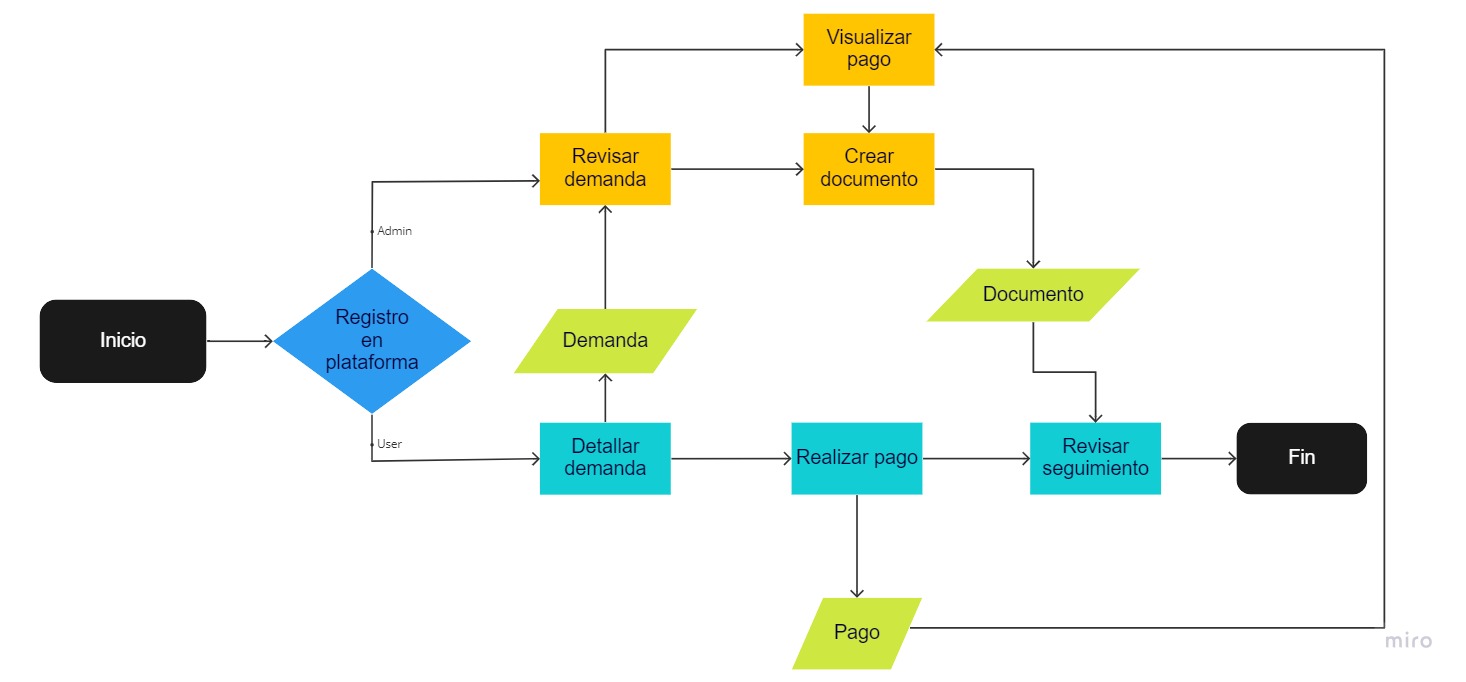 Visualizar
pago
Revisar
demanda
Crear
documento
Admin
Registro
en
plataforma
Inicio
Documento
Demanda
User
Detallar
demanda
Realizar pago
Revisar
seguimiento
Fin
Pago
miro